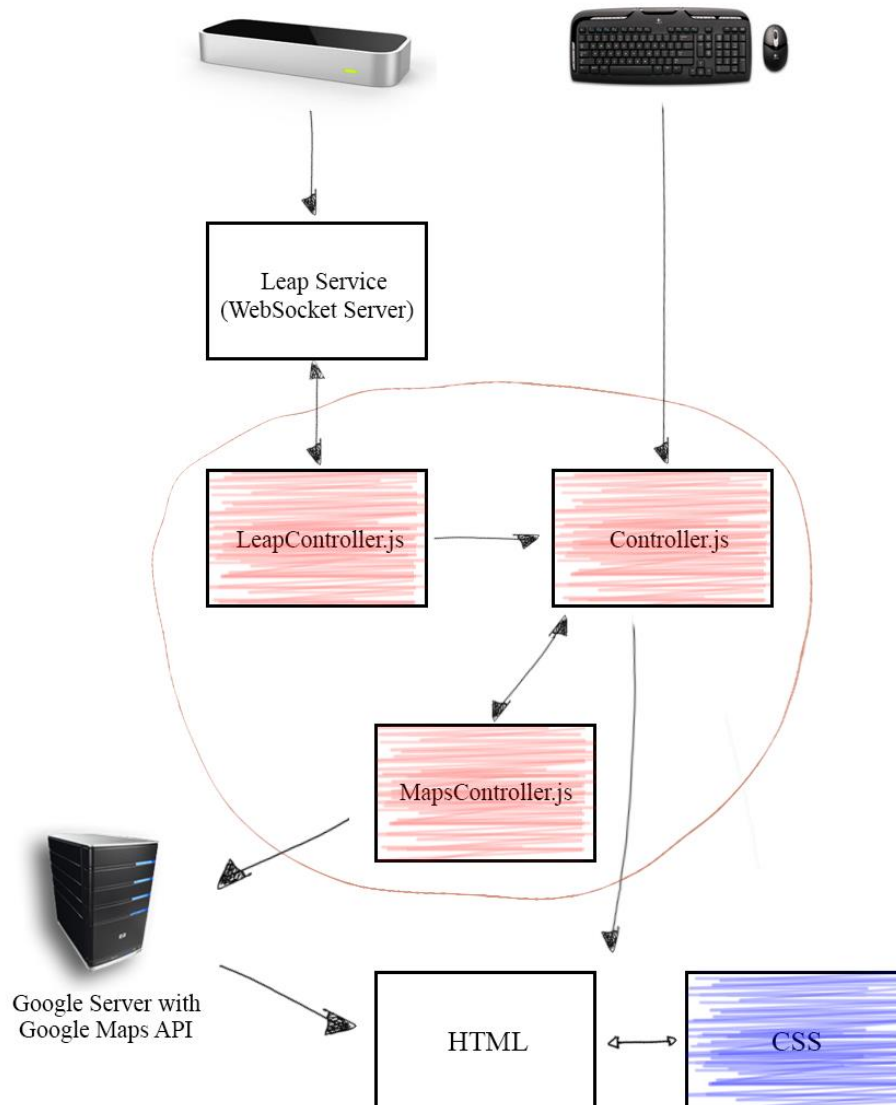 Leap Service
(WebSocket Server)
LeapController.js
Controller.js
MapsController.js
Google Server with
Google Maps API
HTML
CSS